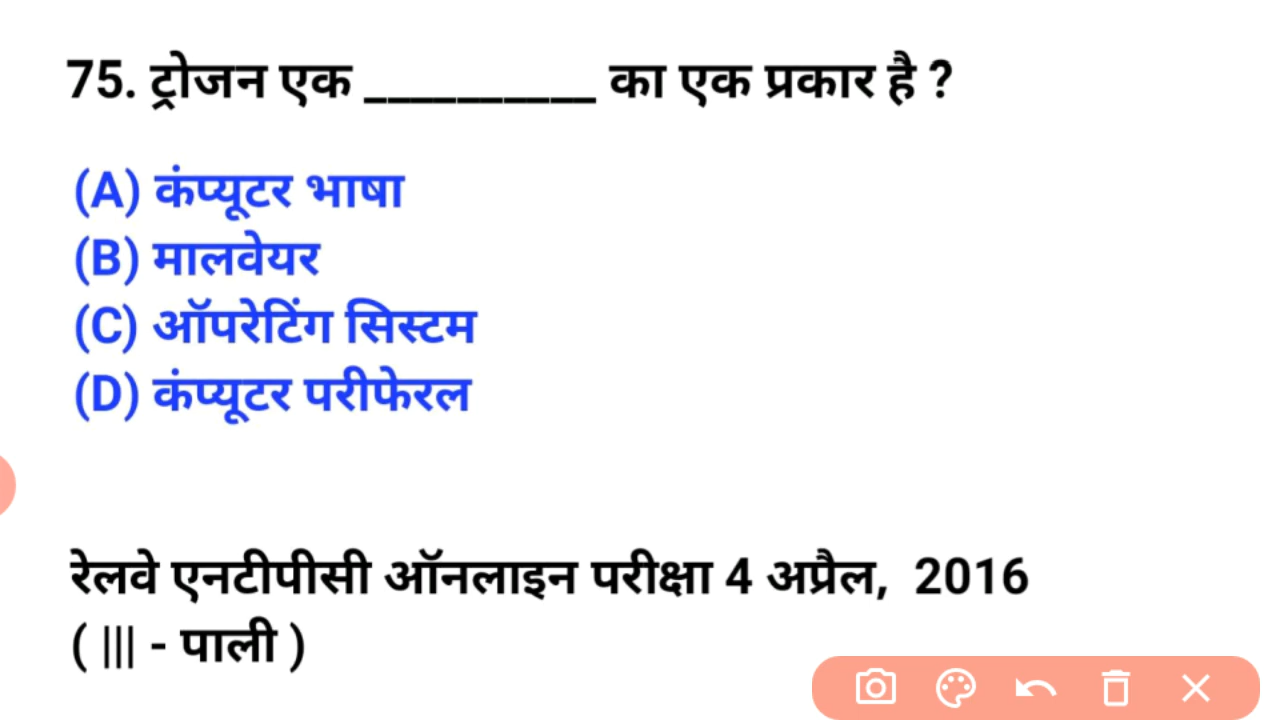 75. ट्रोजन एक __________ का एक प्रकार है ?
(A) कंप्यूटर भाषा
(B) मालवेयर
(C) ऑपरेटिंग सिस्टम
(D) कंप्यूटर परीफेरल
रेलवे एनटीपीसी ऑनलाइन परीक्षा 4 अप्रैल, 2016
( ||| - पाली )